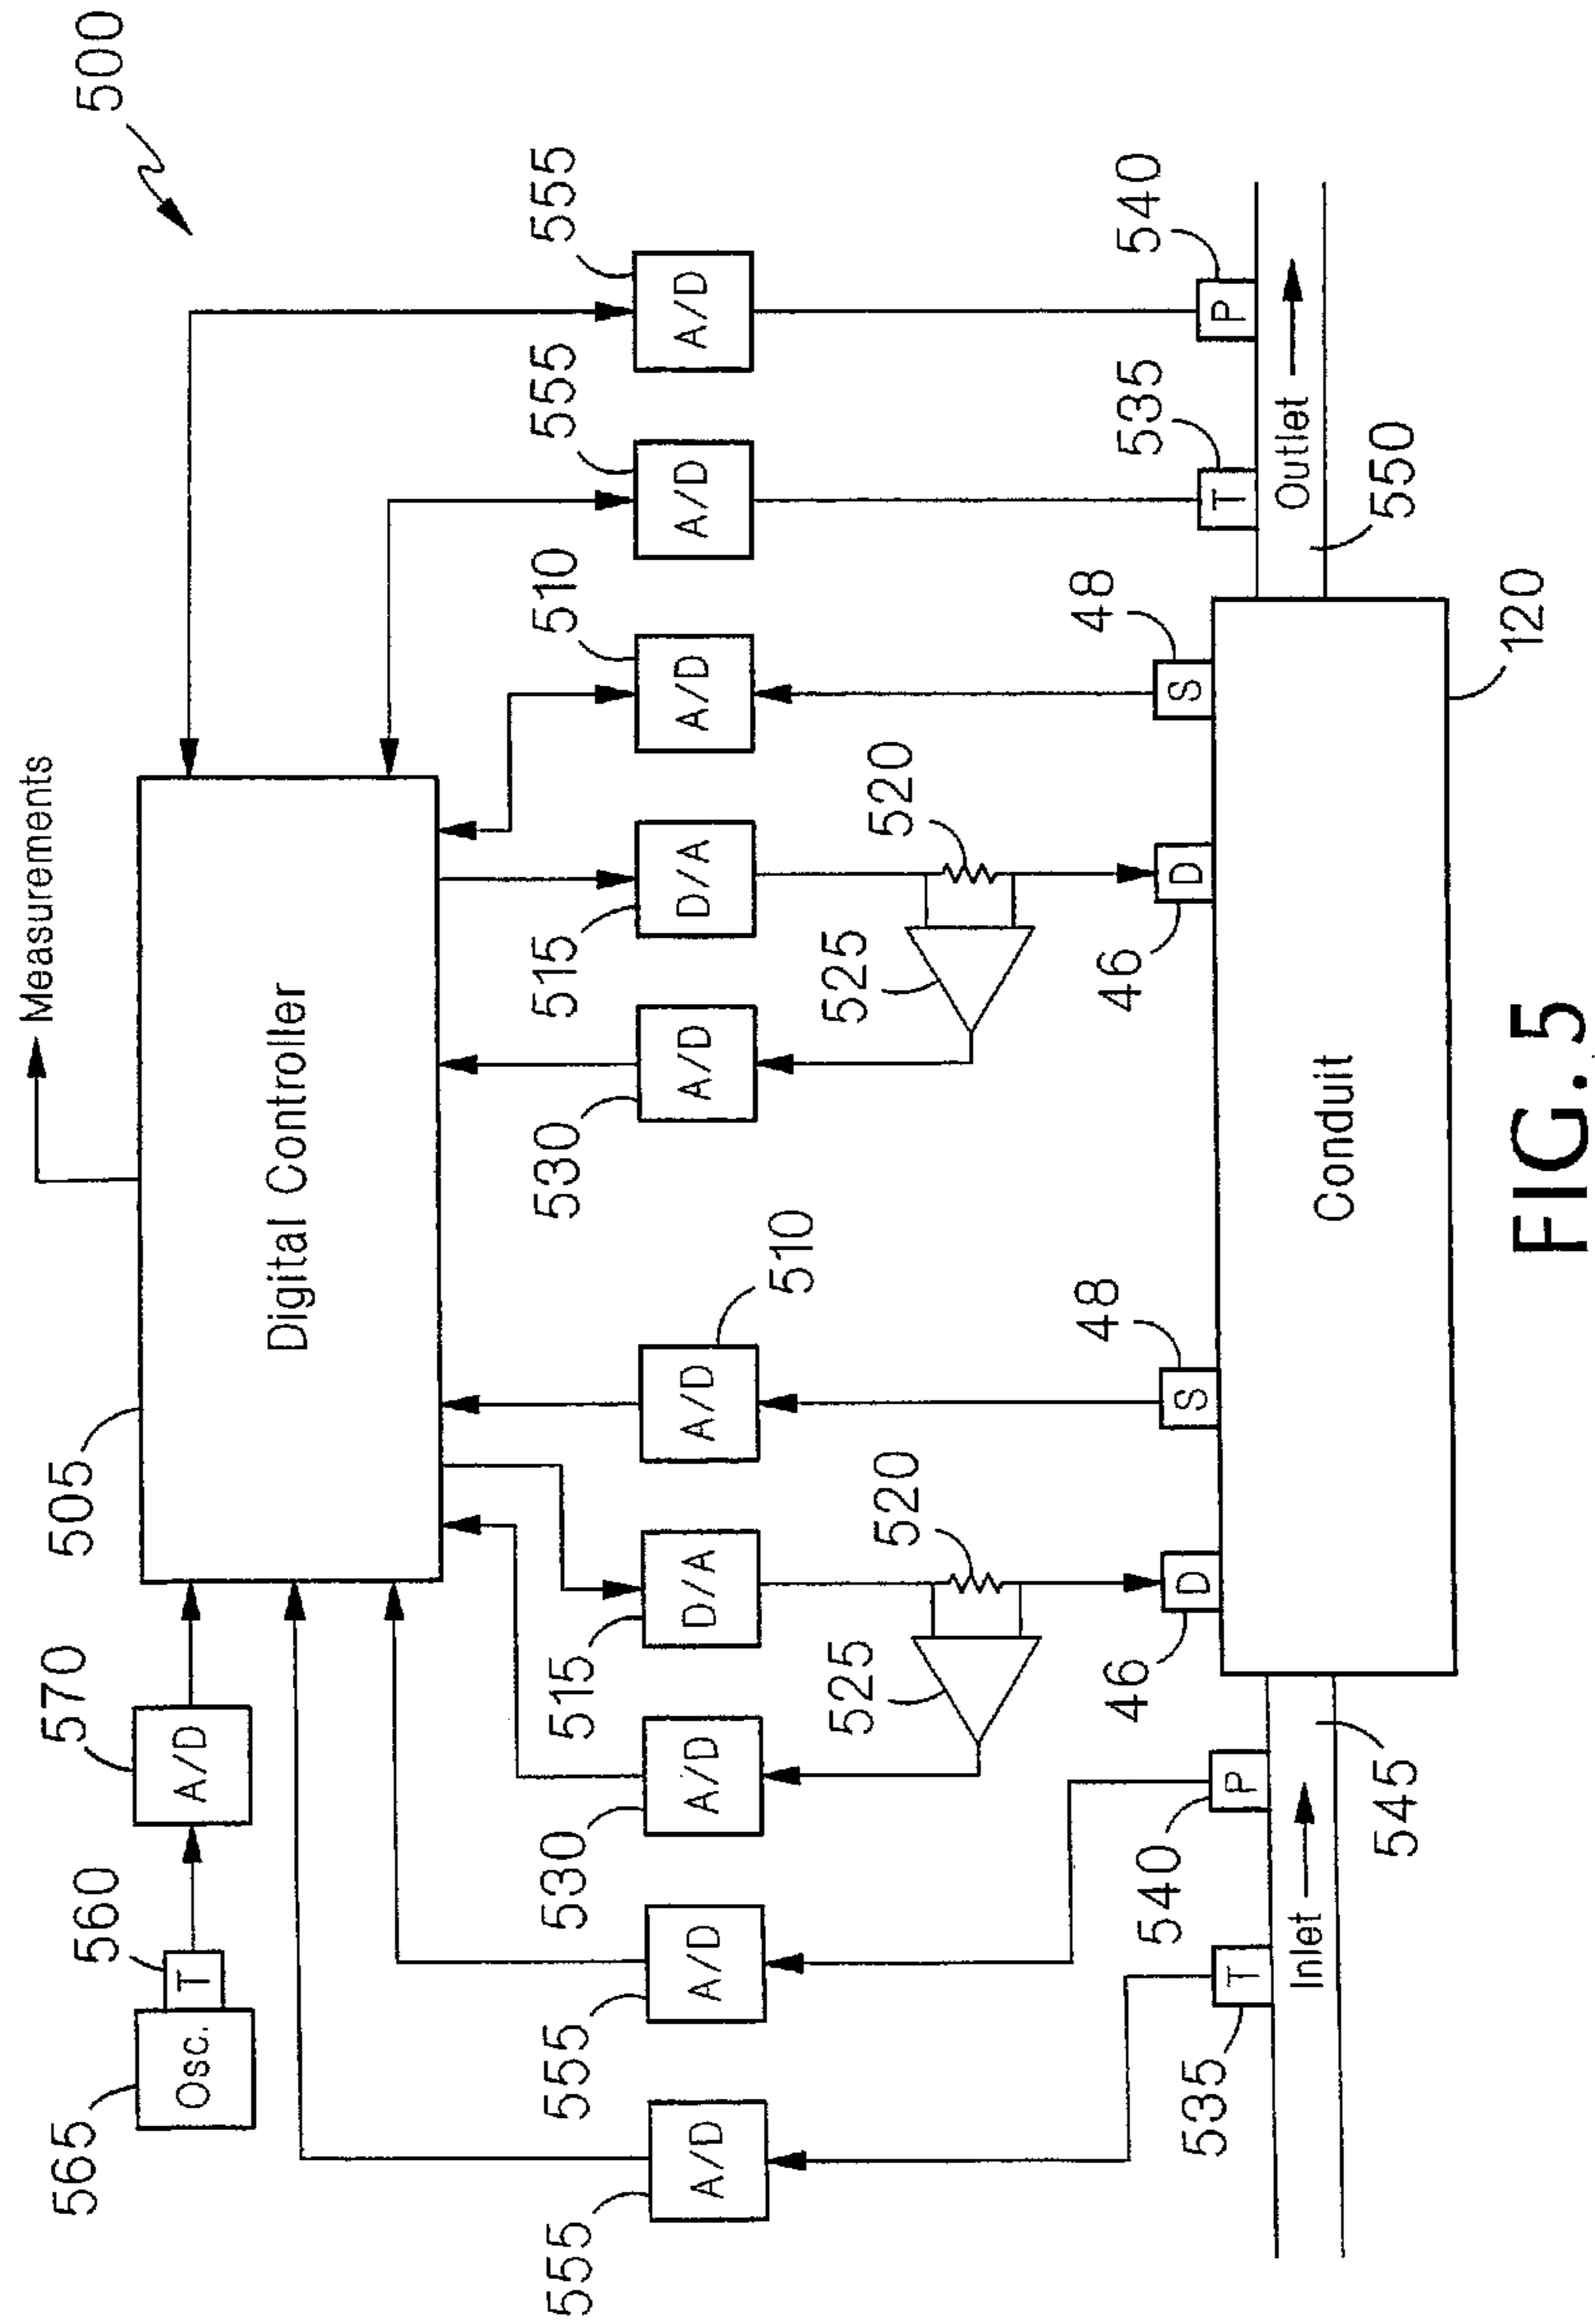 500
Measurements
565
Osc.
560
T
570
A/D
505
Digital Controller
555
A/D
555
A/D
530
A/D
515
D/A
510
A/D
530
A/D
515
D/A
510
A/D
555
A/D
555
A/D
525
520
525
520
535
T
540
P
46
D
48
S
46
D
48
S
535
T
540
P
Inlet
545
Conduit
120
Outlet
550
FIG. 5